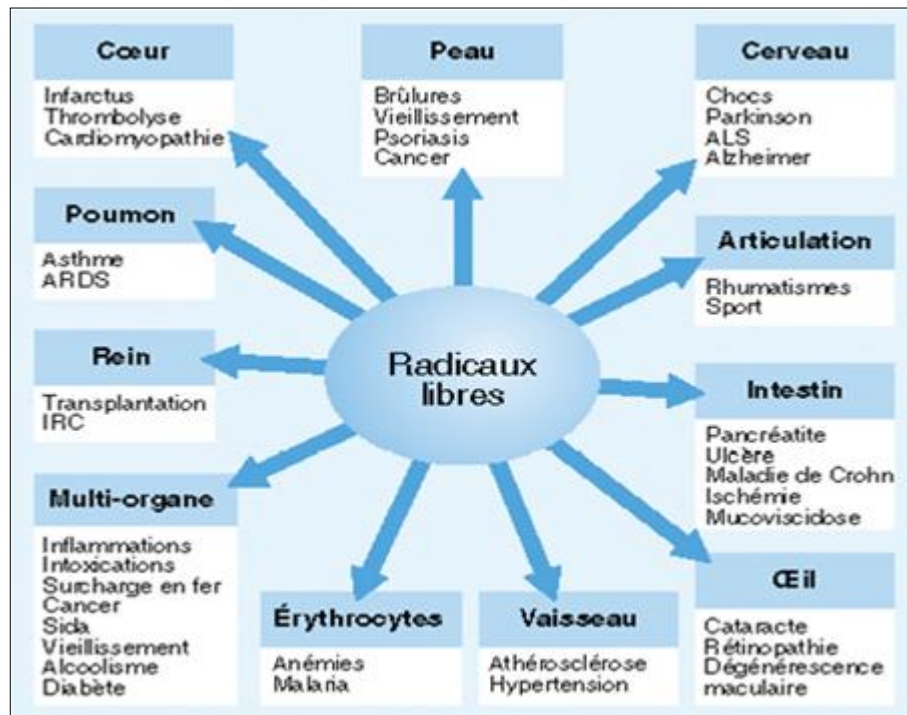 Cœur
Infarctus
Thrombolyse
Cardiomyopathie
Peau
Brûlures
Vieillissement
Psoriasis
Cancer
Cerveau
Chocs
Parkinson
ALS
Alzheimer
Poumon
Asthme
ARDS
Articulation
Rhumatismes
Sport
Radicaux
libres
Rein
Transplantation
IRC
Intestin
Pancréatite
Ulcère
Maladie de Crohn
Ischémie
Mucoviscidose
Multi-organe
Inflammations
Intoxications
Surcharge en fer
Cancer
Sida
Vieillissement
Alcoolisme
Diabète
Érythrocytes
Anémies
Malaria
Vaisseau
Athérosclérose
Hypertension
Œil
Cataracte
Rétinopathie
Dégénérescence
maculaire